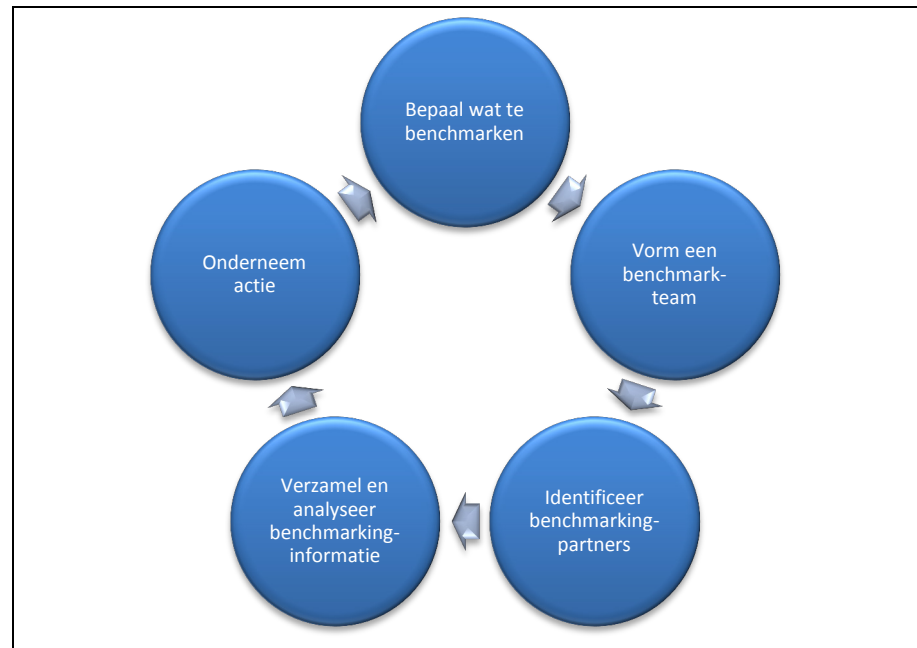 Bepaal wat te
benchmarken
Vorm een
benchmark-
team
Identificeer
benchmarking-
partners
Verzamel en
analyseer
benchmarking-
informatie
Onderneem
actie